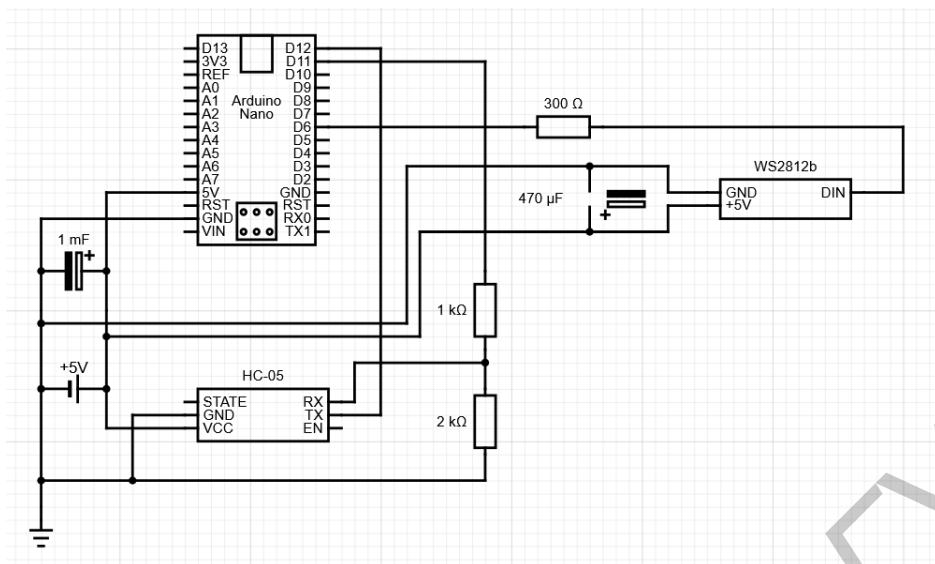 D13
3V3
REF
A0
A1
A2
A3
A4
A5
A6
A7
5V
RST
GND
VIN
Arduino
Nano
D12
D11
D10
D9
D8
D7
D6
D5
D4
D3
D2
GND
RST
RX0
TX1
300 Ω
WS2812b
GND
+5V
DIN
470 µF
+
1 mF
+
1 kΩ
+5V
HC-05
STATE
GND
VCC
RX
TX
EN
2 kΩ